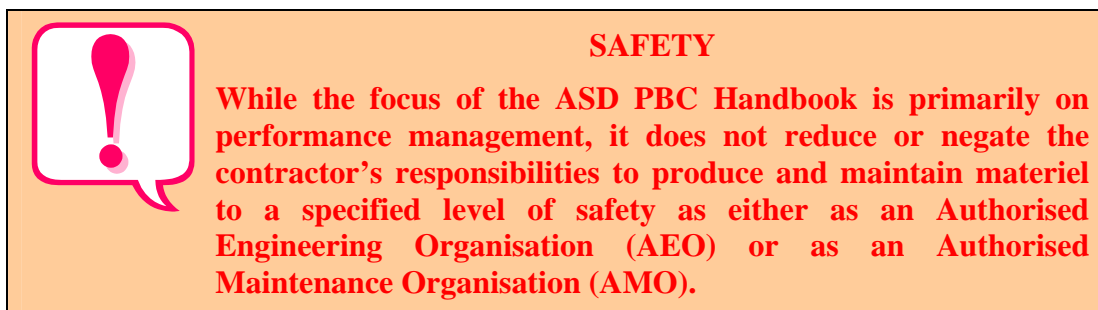 SAFETY
While the focus of the ASD PBC Handbook is primarily on
performance management, it does not reduce or negate the
contractor's responsibilities to produce and maintain materiel
to a specified level of safety as either as an Authorised
Engineering Organisation (AEO) or as an Authorised
Maintenance Organisation (AMO).